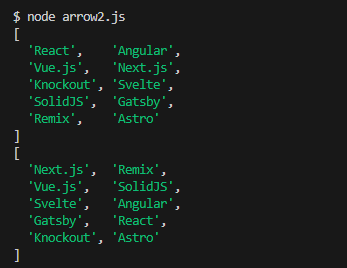 $ node arrow2.js
[
  'React',    'Angular',
  'Vue.js',   'Next.js',
  'Knockout', 'Svelte',
  'SolidJS',  'Gatsby',
  'Remix',    'Astro'
]
[
  'Next.js',  'Remix',
  'Vue.js',   'SolidJS',
  'Svelte',   'Angular',
  'Gatsby',   'React',
  'Knockout', 'Astro'
]